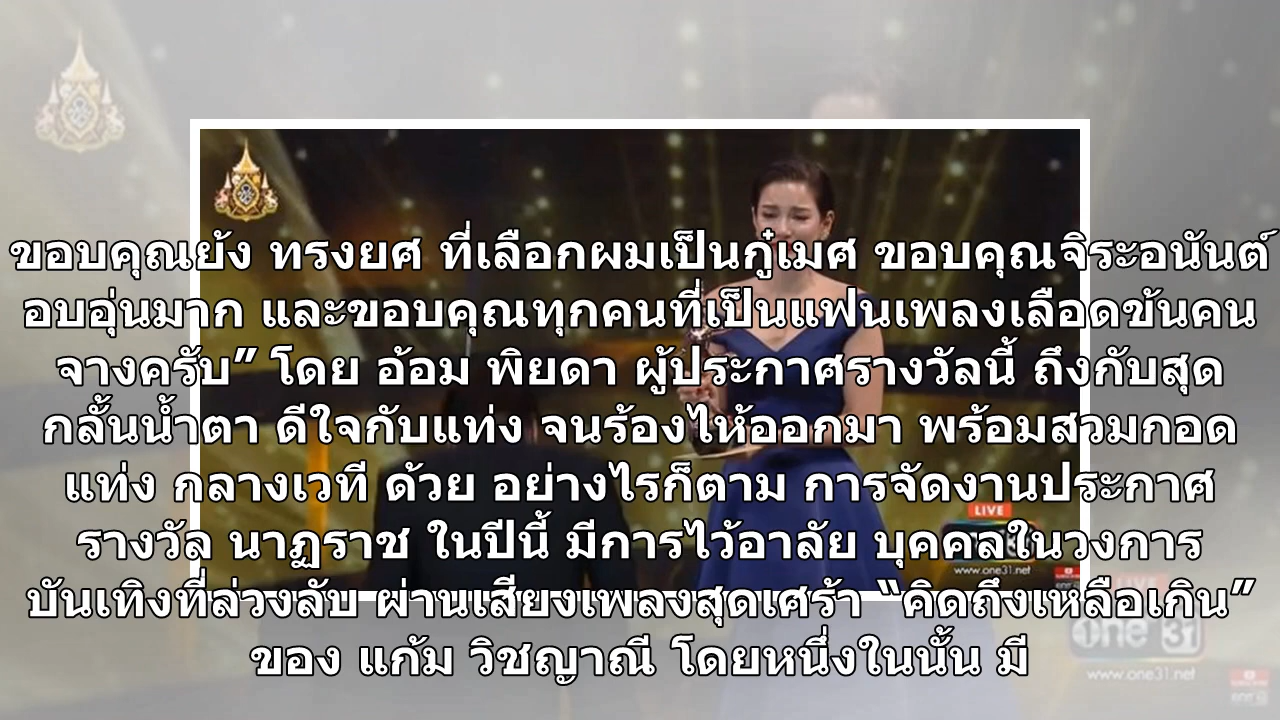 ขอบคุณย้ง ทรงยศ ที่เลือกผมเป็นกู๋เมศ ขอบคุณจิระอนันต์
อบอุ่นมาก และขอบคุณทุกคนที่เป็นแฟนเพลงเลือดข้นคน
จางครับ” โดย อ้อม พิยดา ผู้ประกาศรางวัลนี้ ถึงกับสุด
กลั้นน้ำตา ดีใจกับแท่ง จนร้องไห้ออกมา พร้อมสวมกอด
แท่ง กลางเวที ด้วย อย่างไรก็ตาม การจัดงานประกาศ
รางวัล นาฏราช ในปีนี้ มีการไว้อาลัย บุคคลในวงการ
บันเทิงที่ล่วงลับ ผ่านเสียงเพลงสุดเศร้า “คิดถึงเหลือเกิน”
ของ แก้ม วิชญาณี โดยหนึ่งในนั้น มี
LIVE
www.one31.net
LIVE
one 31
www.one31.net